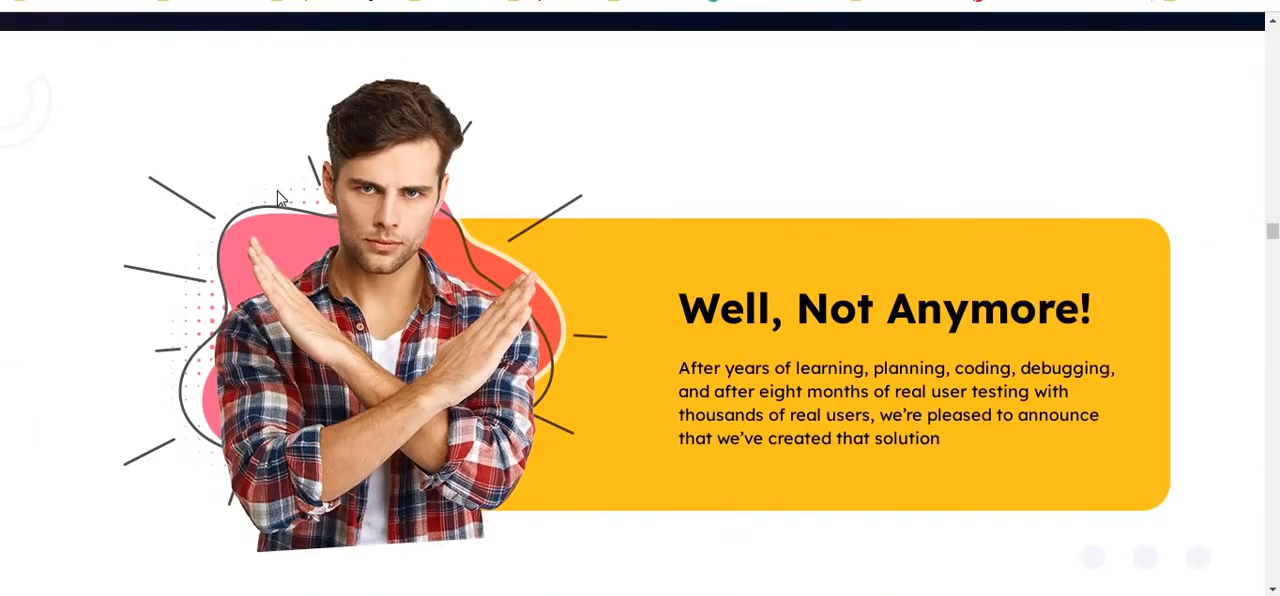 Well, Not Anymore!
After years of learning, planning, coding, debugging,
and after eight months of real user testing with
thousands of real users, we’re pleased to announce
that we’ve created that solution